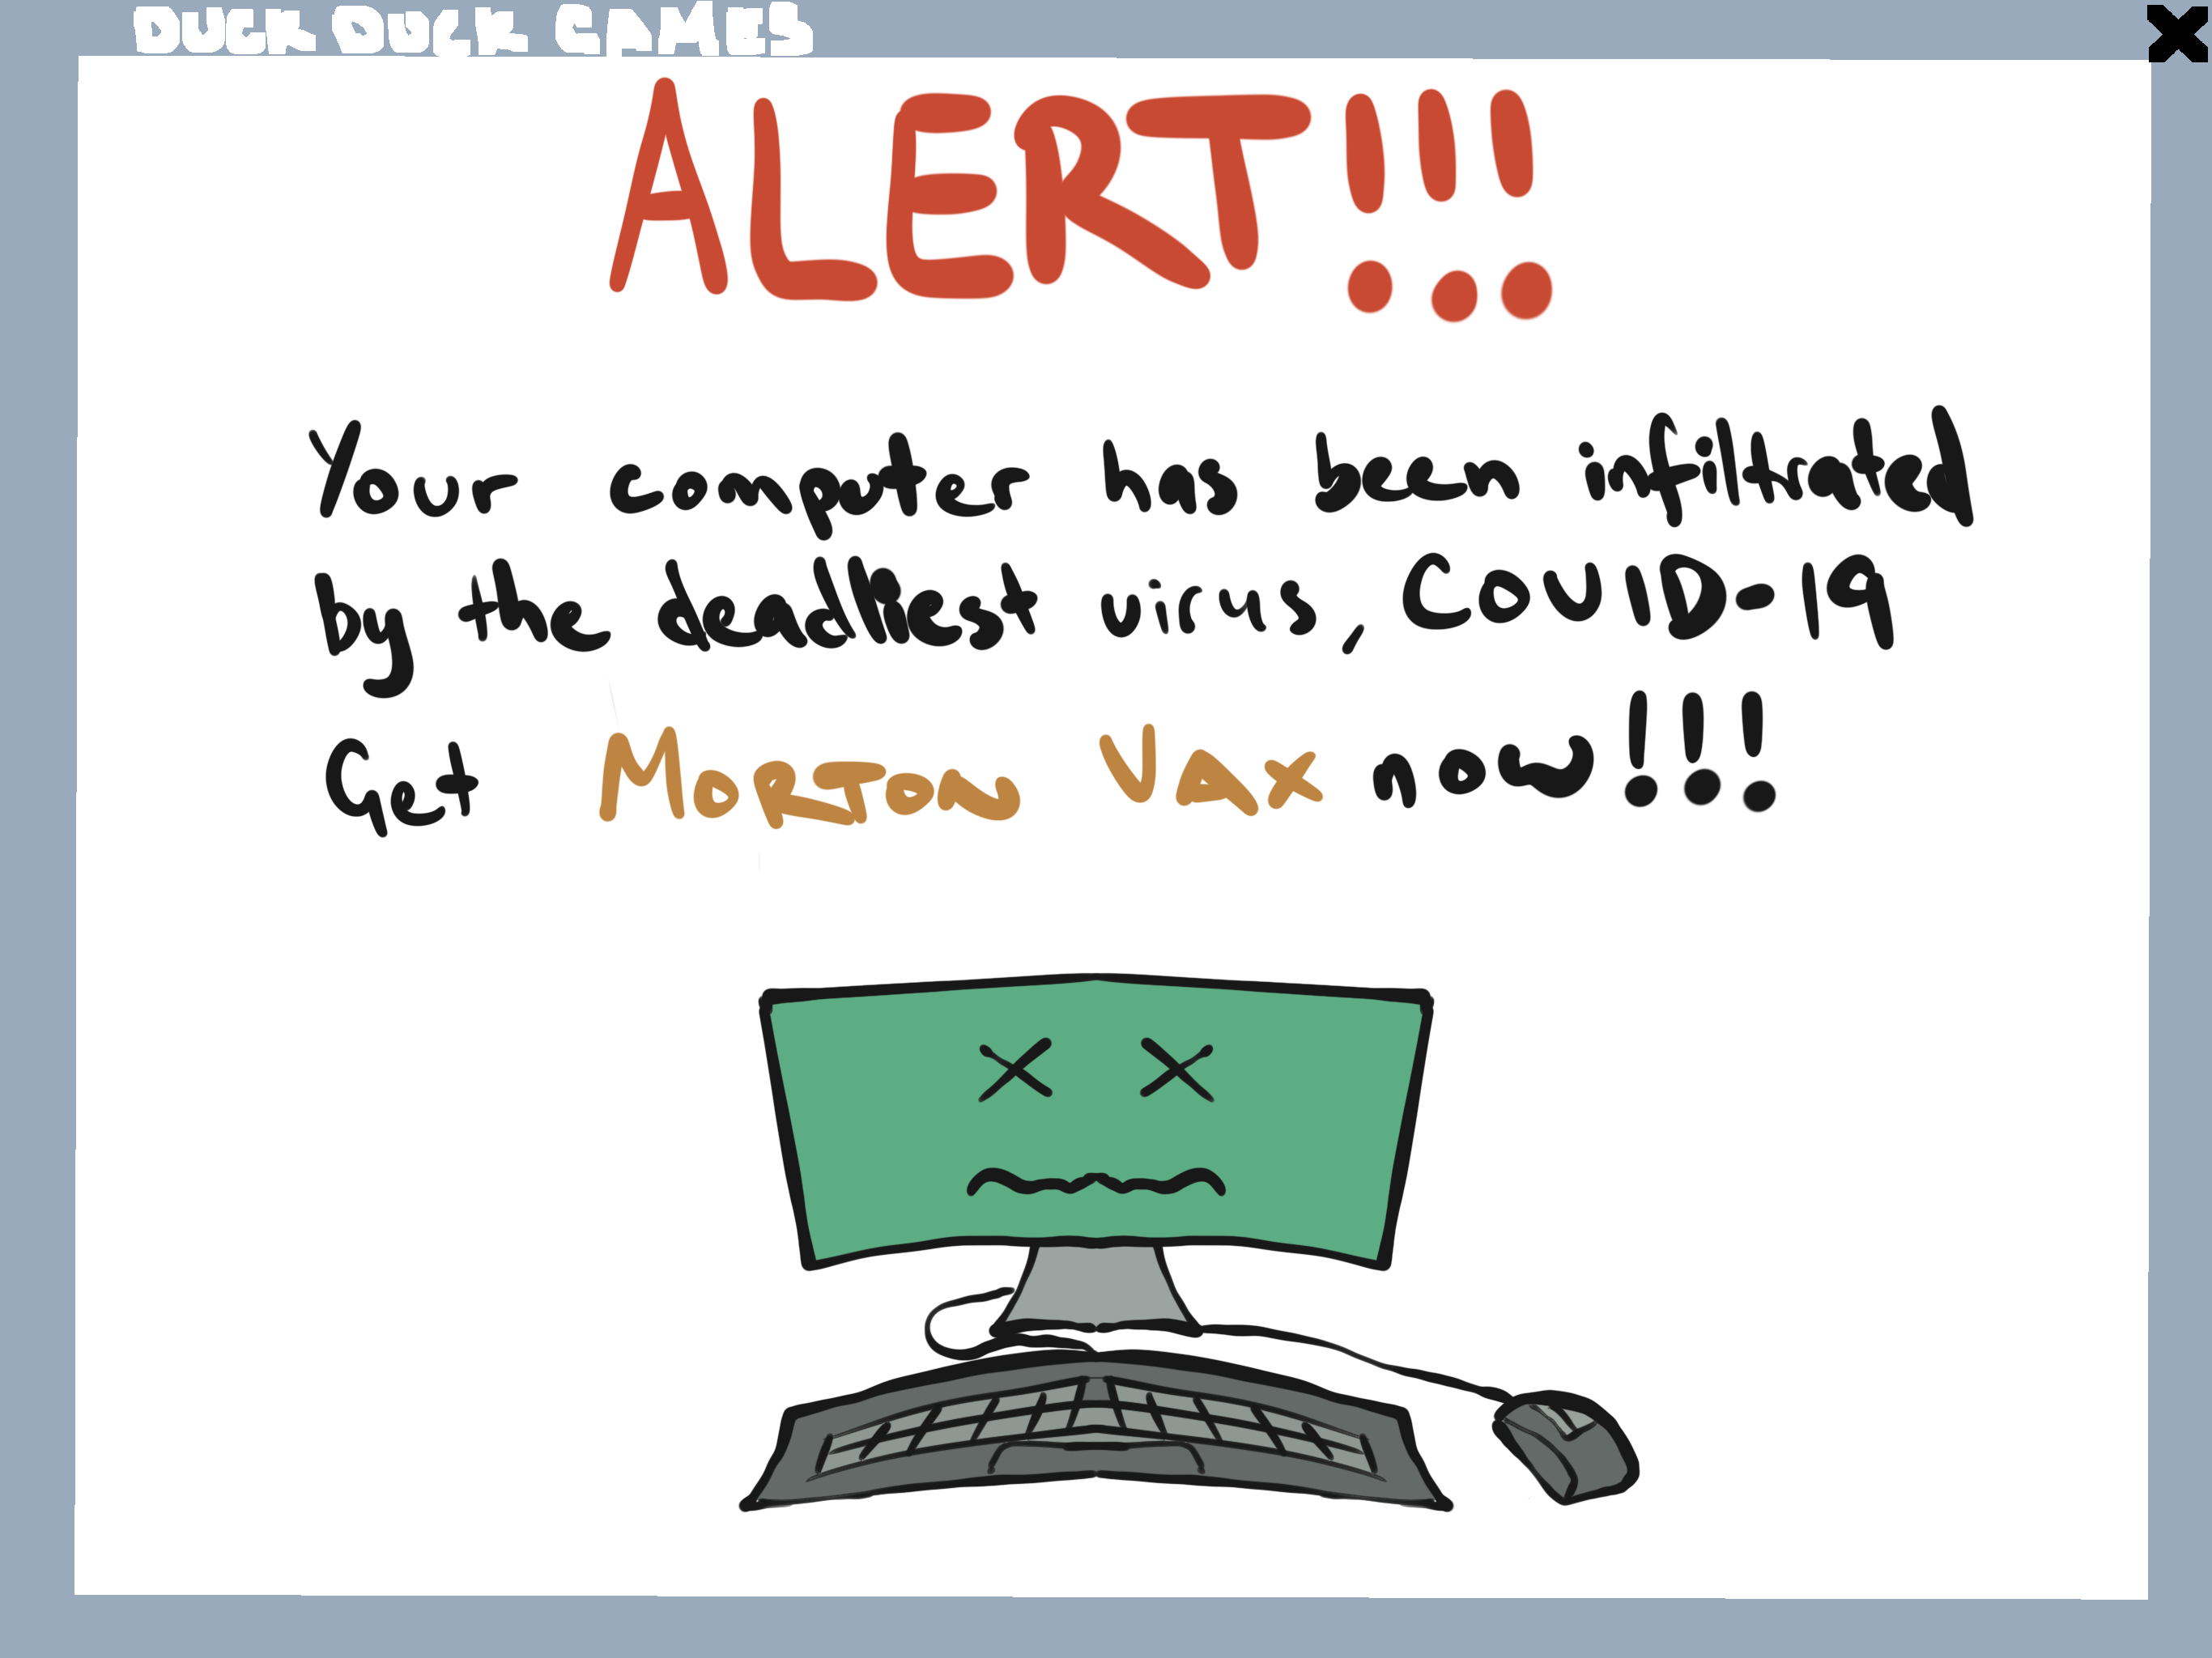 DUCK DUCK GAMES
ALERT!!!
Your computer has been infiltrated
by the deadliest virus, COVID-19
Get MORTON VAX now!!!